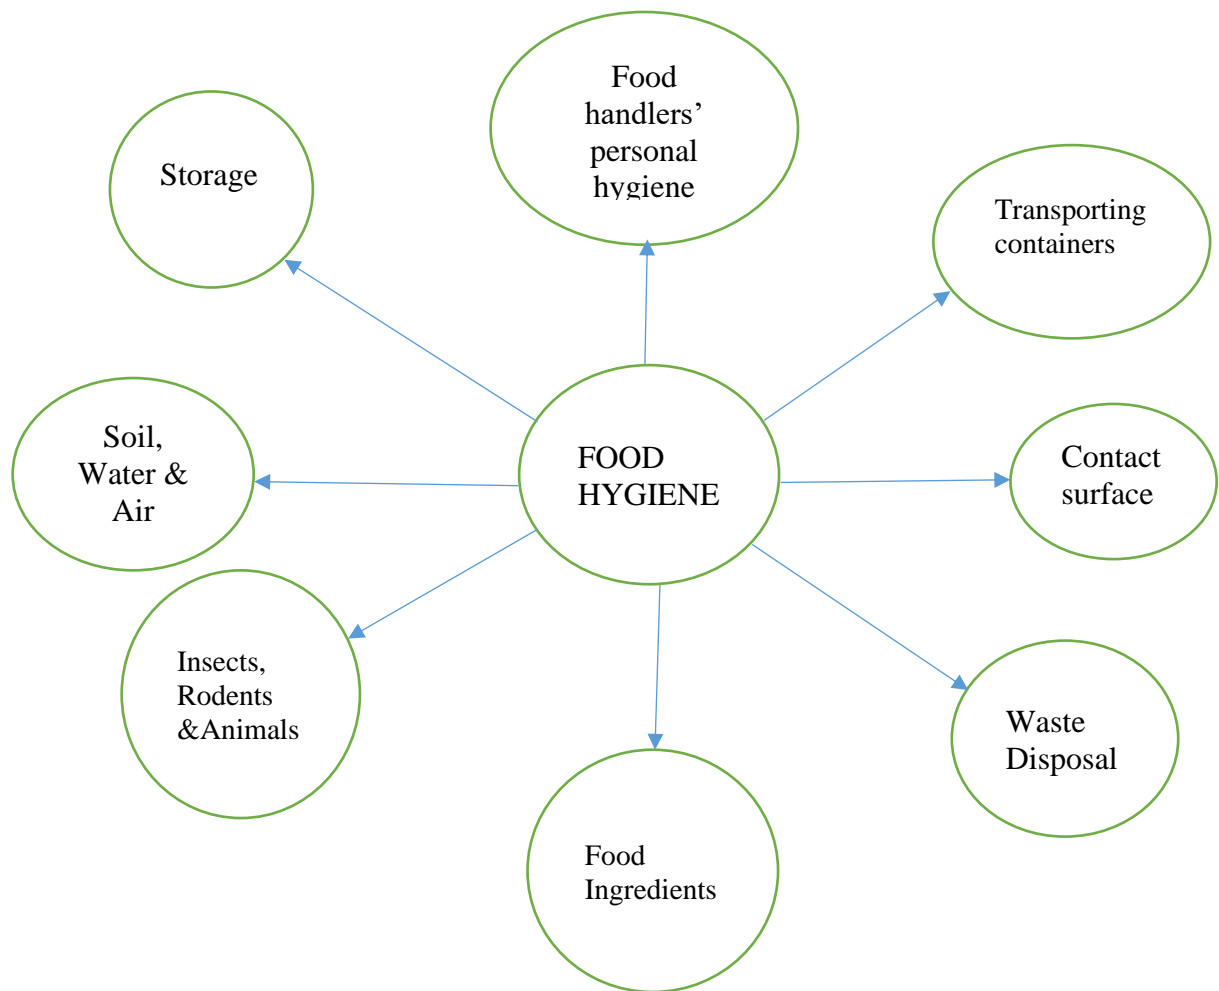 Food
handlers’
personal
hygiene
Storage
Transporting
containers
Soil,
Water &
Air
FOOD
HYGIENE
Contact
surface
Insects,
Rodents
&Animals
Waste
Disposal
Food
Ingredients